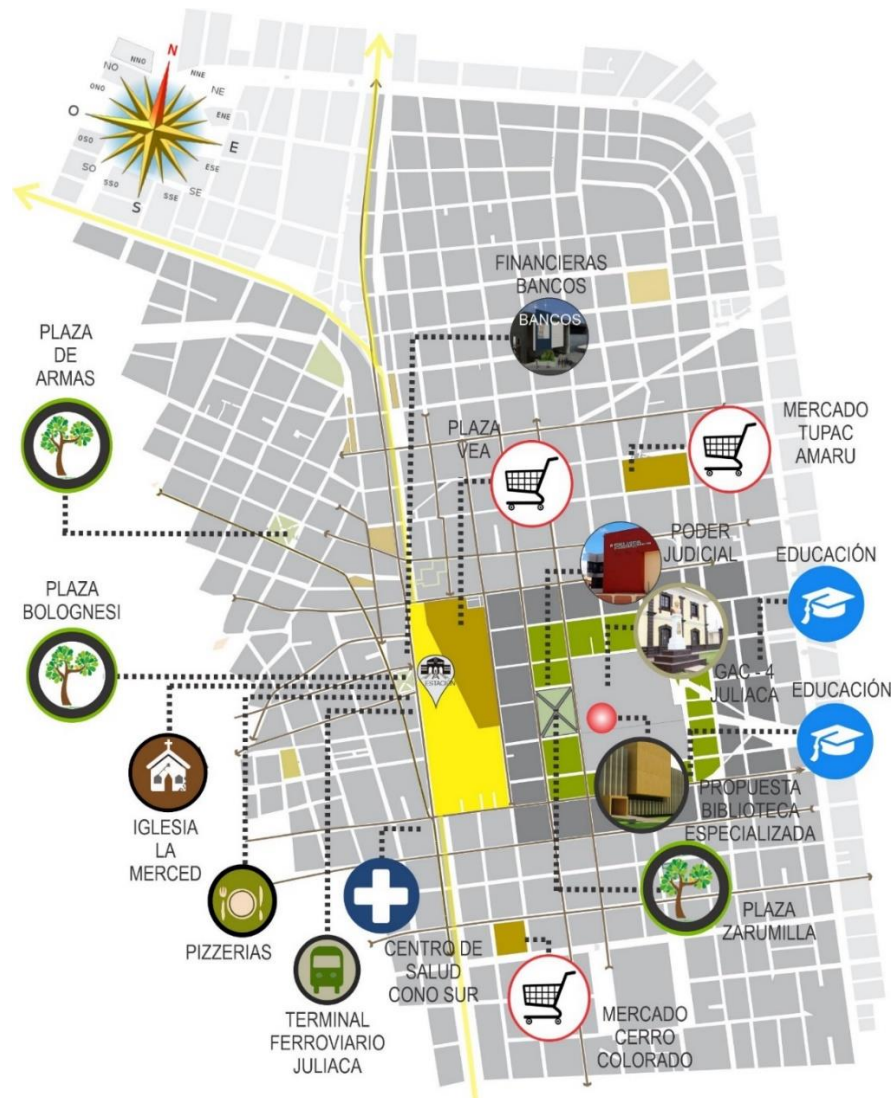 N
NNO
NNE
NO
NE
ONO
ENE
O
E
OSO
ESE
SO
SE
SSO
SSE
S
FINANCIERAS
BANCOS
BANCOS
PLAZA
DE
ARMAS
PLAZA
VEA
MERCADO
TUPAC
AMARU
PODER
JUDICIAL
EDUCACIÓN
PLAZA
BOLOGNESI
ESTACIÓN
GAC - 4
JULIACA
EDUCACIÓN
IGLESIA
LA
MERCED
PROPUESTA
BIBLIOTECA
ESPECIALIZADA
PIZZERIAS
CENTRO DE
SALUD
CONO SUR
PLAZA
ZARUMILLA
TERMINAL
FERROVIARIO
JULIACA
MERCADO
CERRO
COLORADO